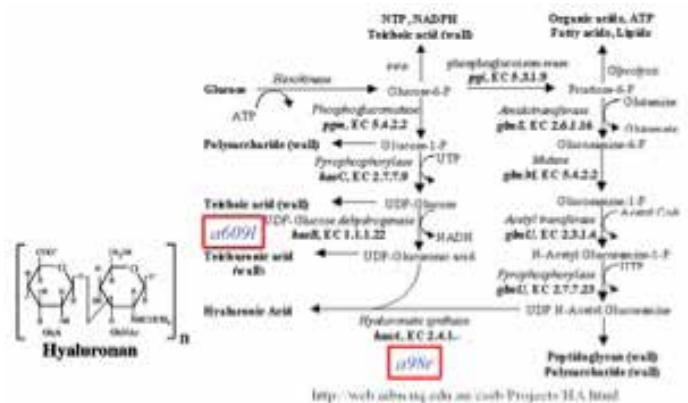 NTP, NADPH
Teichoic acid (wall)
Organic acids, ATP
Fatty acids, Lipids
Glucose
Hexokinase
ATP
Glucose-6-P
phosphoglucoisomerase
pgi, EC 5.3.1.9
Fructose-6-P
Glycolysis
Phosphoglucomutase
pgm, EC 5.4.2.2
Amidotransferase
glmS, EC 2.6.1.16
Glutamine
Glutamate
Polysaccharide (wall)
Glucose-1-P
Glucosamine-6-P
Pyrophosphorylase
hasC, EC 2.7.7.9
UTP
Mutase
glmM, EC 5.4.2.2
Teichoic acid (wall)
UDP-Glucose
Glucosamine-1-P
a609l
UDP-Glucose dehydrogenase
hasB, EC 1.1.1.22
NADH
Acetyl transferase
glmU, EC 2.3.1.4
Acetyl CoA
Teichuronic acid
(wall)
UDP-Glucuronic acid
N-Acetyl Glucosamine-1-P
Pyrophosphorylase
glmU, EC 2.7.7.23
UTP
Hyaluronic Acid
UDP N-Acetyl Glucosamine
Hyaluronate synthase
hasA, EC 2.4.1.
a98r
Peptidoglycan (wall)
Polysaccharide (wall)
n
Hyaluronan